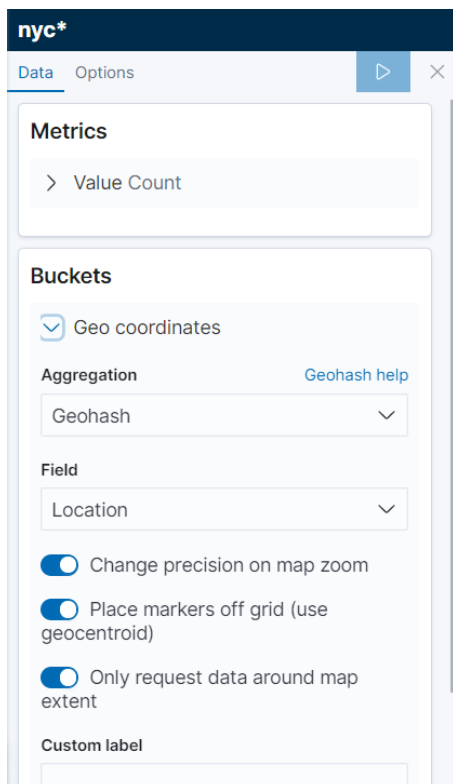 nyc*
Data Options
Metrics
Value Count
Buckets
Geo coordinates
Aggregation Geohash help
Geohash
Field
Location
Change precision on map zoom
Place markers off grid (use
geocentroid)
Only request data around map
extent
Custom label